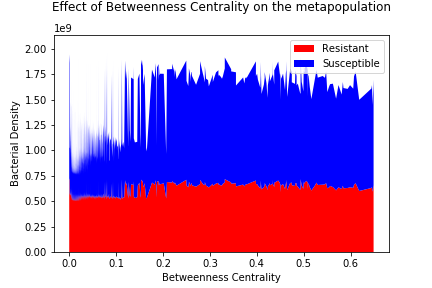 Effect of Betweenness Centrality on the metapopulation
1e9
Resistant
Susceptible
2.00
1.75
1.50
1.25
1.00
0.75
0.50
0.25
0.00
Bacterial Density
0.0 0.1 0.2 0.3 0.4 0.5 0.6
Betweenness Centrality